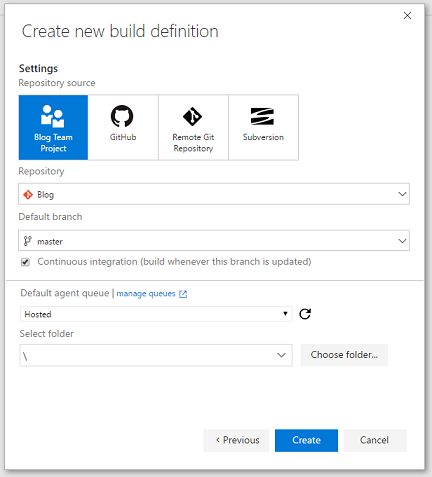 Create new build definition
Settings
Repository source
Blog Team
Project
GitHub
Remote Git
Repository
Subversion
Repository
Blog
Default branch
master
Continuous integration (build whenever this branch is updated)
Default agent queue | manage queues
Hosted
Select folder
\
Choose folder...
< Previous
Create
Cancel